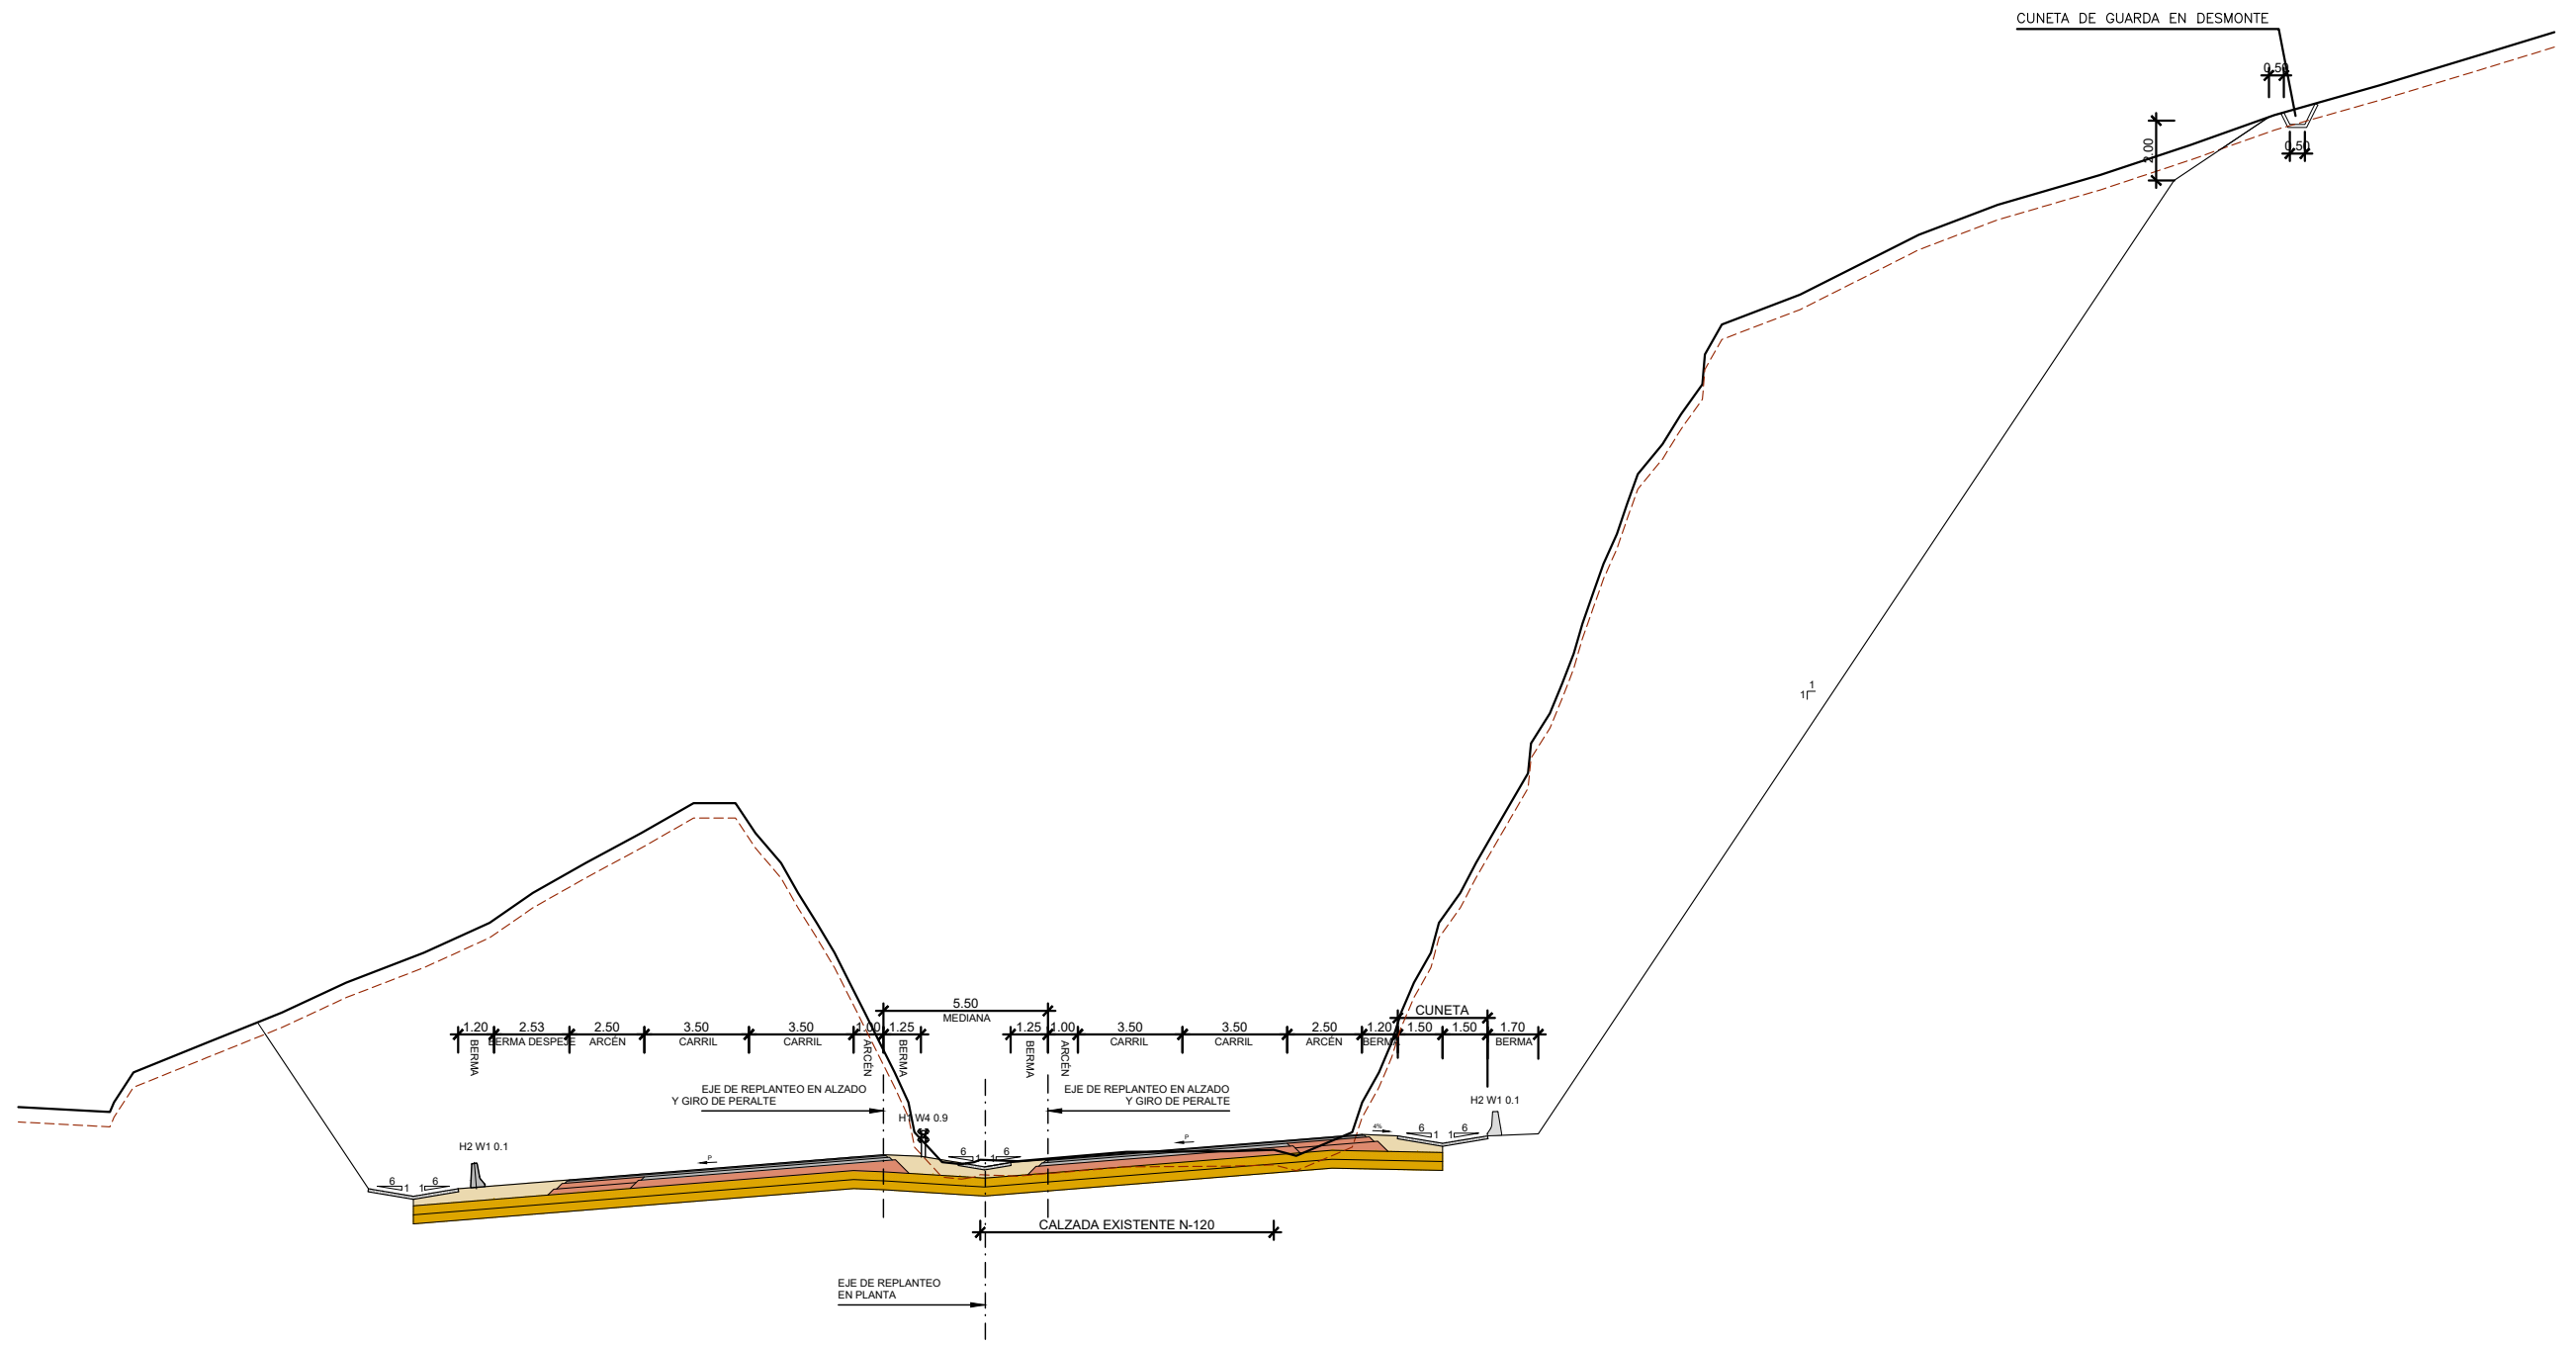 CUNETA DE GUARDA EN DESMONTE
0.50
2.00
0.50
1
1
5.50
MEDIANA
CUNETA
1.20
2.53
2.50
3.50
3.50
1.00
1.25
1.25
1.00
3.50
3.50
2.50
1.20
1.50
1.50
1.70
BERMA
BERMA DESPEJE
ARCÉN
CARRIL
CARRIL
ARCÉN
BERMA
BERMA
ARCÉN
CARRIL
CARRIL
ARCÉN
BERMA
BERMA
EJE DE REPLANTEO EN ALZADO
Y GIRO DE PERALTE
EJE DE REPLANTEO EN ALZADO
Y GIRO DE PERALTE
H2 W1 0.1
H1 W4 0.9
H2 W1 0.1
4%
6
1
1
6
P
6
1
1
6
P
6
1
1
6
CALZADA EXISTENTE N-120
EJE DE REPLANTEO
EN PLANTA